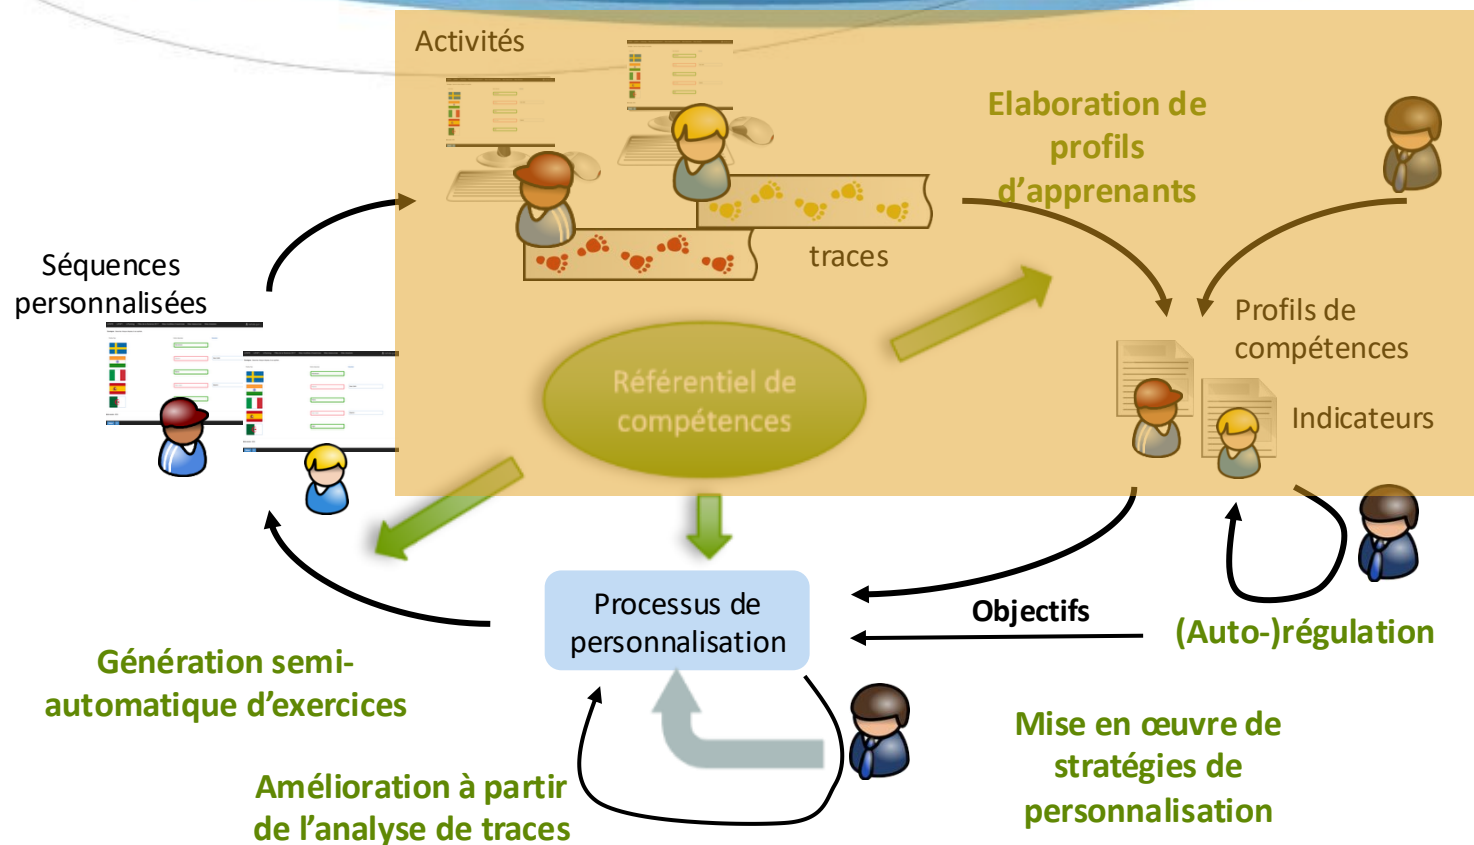 Activités
Elaboration de
profils
d’apprenants
traces
Séquences
personnalisées
Profils de
compétences
Indicateurs
Référentiel de
compétences
Processus de
personnalisation
Objectifs
(Auto-)régulation
Génération semi-
automatique d’exercices
Mise en œuvre de
stratégies de
personnalisation
Amélioration à partir
de l’analyse de traces